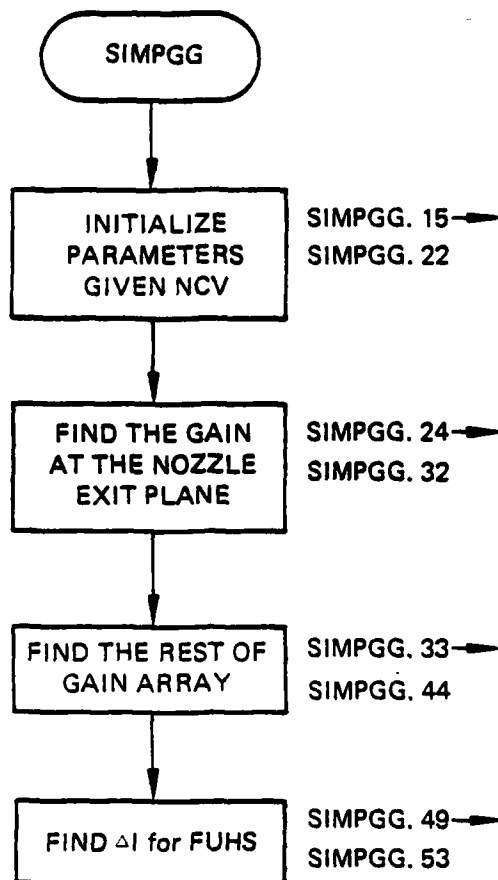 SIMPGG
INITIALIZE
PARAMETERS
GIVEN NCV
SIMPGG. 15→
SIMPGG. 22
FIND THE GAIN
AT THE NOZZLE
EXIT PLANE
SIMPGG. 24→
SIMPGG. 32
FIND THE REST OF
GAIN ARRAY
SIMPGG. 33→
SIMPGG. 44
FIND ΔI for FUHS
SIMPGG. 49→
SIMPGG. 53